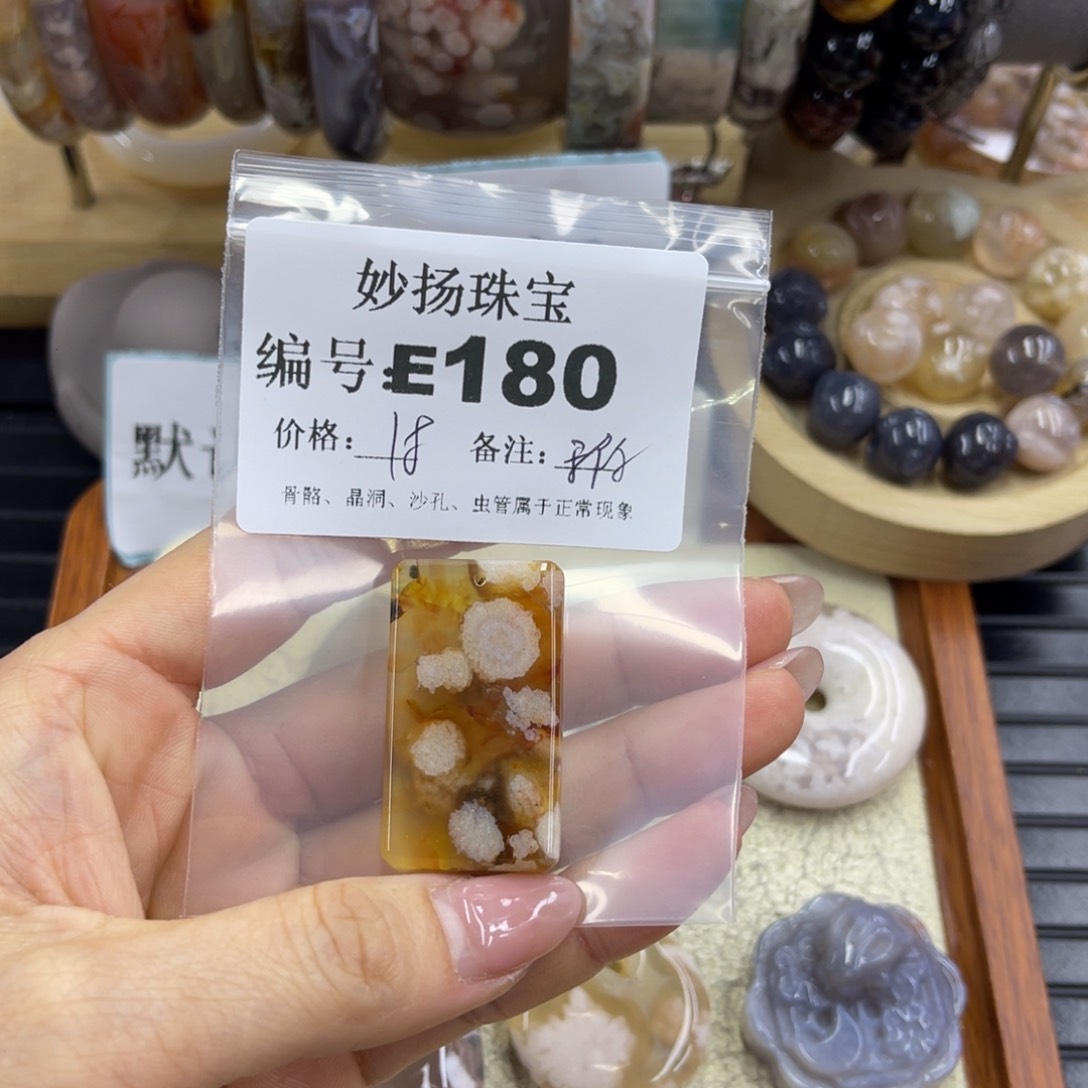 妙扬珠宝
编号:E180
价格: 18 备注:
骨骼、晶洞、沙孔、虫管属于正常现象
默